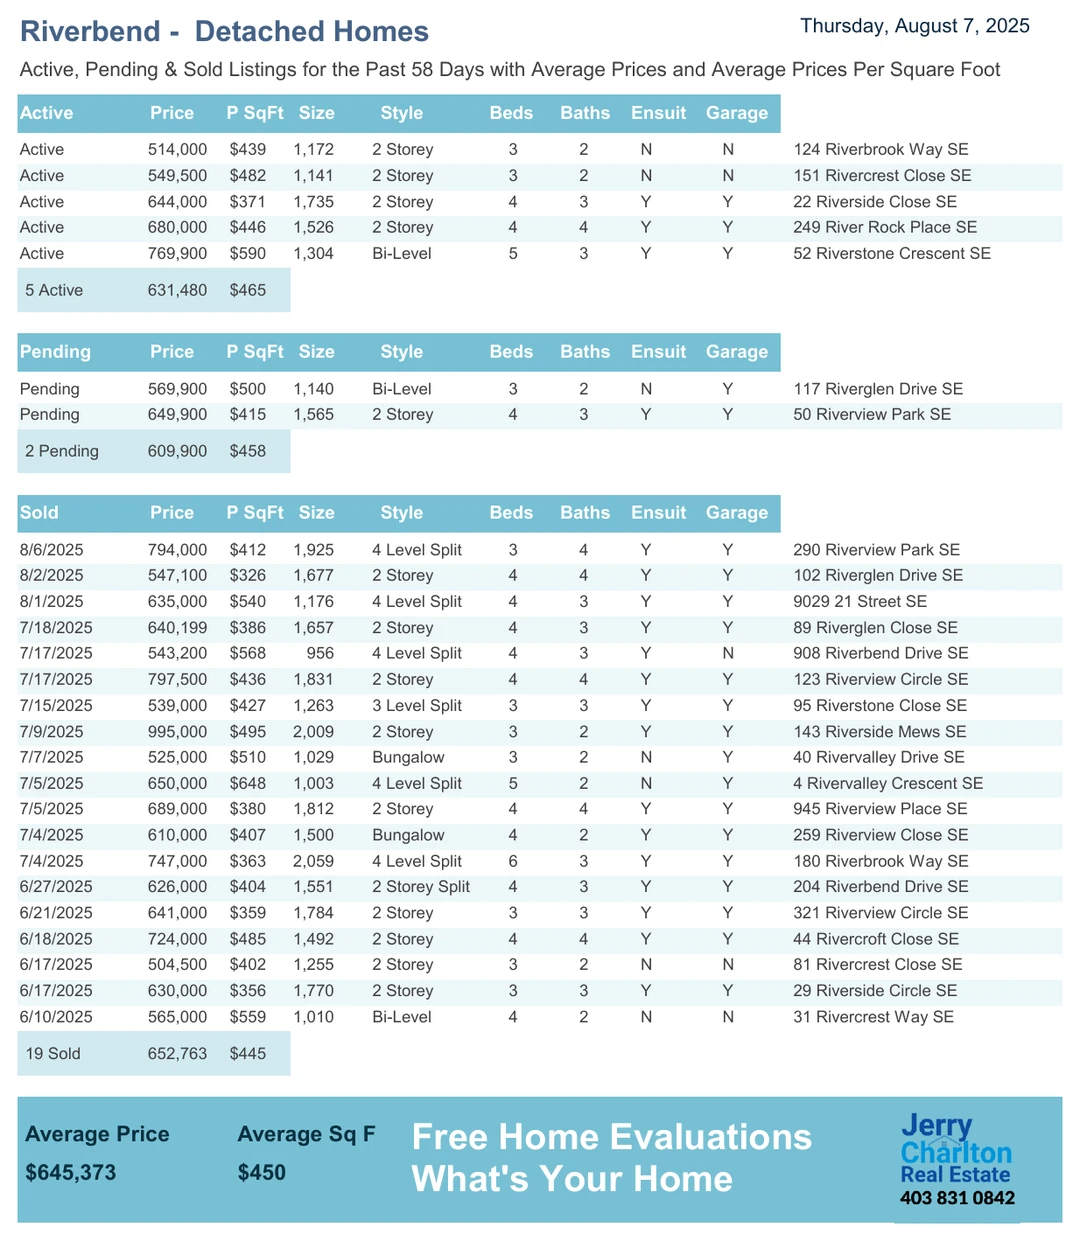 Riverbend -  Detached Homes
Thursday, August 7, 2025
Active, Pending & Sold Listings for the Past 58 Days with Average Prices and Average Prices Per Square Foot
Active Price P SqFt Size Style Beds Baths Ensuit Garage
Active 514,000 $439 1,172 2 Storey 3 2 N N 124 Riverbrook Way SE
Active 549,500 $482 1,141 2 Storey 3 2 N N 151 Rivercrest Close SE
Active 644,000 $371 1,735 2 Storey 4 3 Y Y 22 Riverside Close SE
Active 680,000 $446 1,526 2 Storey 4 4 Y Y 249 River Rock Place SE
Active 769,900 $590 1,304 Bi-Level 5 3 Y Y 52 Riverstone Crescent SE
5 Active 631,480 $465
Pending Price P SqFt Size Style Beds Baths Ensuit Garage
Pending 569,900 $500 1,140 Bi-Level 3 2 N Y 117 Riverglen Drive SE
Pending 649,900 $415 1,565 2 Storey 4 3 Y Y 50 Riverview Park SE
2 Pending 609,900 $458
Sold Price P SqFt Size Style Beds Baths Ensuit Garage
8/6/2025 794,000 $412 1,925 4 Level Split 3 4 Y Y 290 Riverview Park SE
8/2/2025 547,100 $326 1,677 2 Storey 4 4 Y Y 102 Riverglen Drive SE
8/1/2025 635,000 $540 1,176 4 Level Split 4 3 Y Y 9029 21 Street SE
7/18/2025 640,199 $386 1,657 2 Storey 4 3 Y Y 89 Riverglen Close SE
7/17/2025 543,200 $568 956 4 Level Split 4 3 Y N 908 Riverbend Drive SE
7/17/2025 797,500 $436 1,831 2 Storey 4 4 Y Y 123 Riverview Circle SE
7/15/2025 539,000 $427 1,263 3 Level Split 3 3 Y Y 95 Riverstone Close SE
7/9/2025 995,000 $495 2,009 2 Storey 3 2 Y Y 143 Riverside Mews SE
7/7/2025 525,000 $510 1,029 Bungalow 3 2 N Y 40 Rivervalley Drive SE
7/5/2025 650,000 $648 1,003 4 Level Split 5 2 N Y 4 Rivervalley Crescent SE
7/5/2025 689,000 $380 1,812 2 Storey 4 4 Y Y 945 Riverview Place SE
7/4/2025 610,000 $407 1,500 Bungalow 4 2 Y Y 259 Riverview Close SE
7/4/2025 747,000 $363 2,059 4 Level Split 6 3 Y Y 180 Riverbrook Way SE
6/27/2025 626,000 $404 1,551 2 Storey Split 4 3 Y Y 204 Riverbend Drive SE
6/21/2025 641,000 $359 1,784 2 Storey 3 3 Y Y 321 Riverview Circle SE
6/18/2025 724,000 $485 1,492 2 Storey 4 4 Y Y 44 Rivercroft Close SE
6/17/2025 504,500 $402 1,255 2 Storey 3 2 N N 81 Rivercrest Close SE
6/17/2025 630,000 $356 1,770 2 Storey 3 3 Y Y 29 Riverside Circle SE
6/10/2025 565,000 $559 1,010 Bi-Level 4 2 N N 31 Rivercrest Way SE
19 Sold 652,763 $445
Average Price Average Sq F
$645,373 $450
Free Home Evaluations
What's Your Home
Jerry
Charlton
Real Estate
403 831 0842